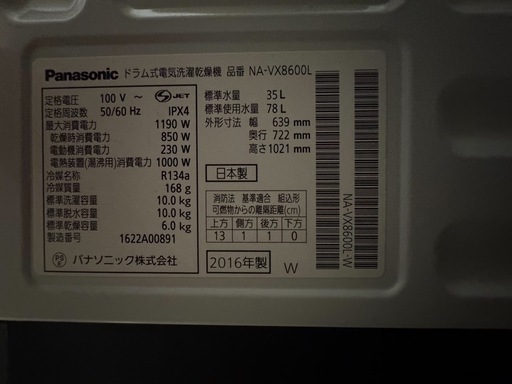 Panasonic ドラム式電気洗濯乾燥機 品番 NA-VX8600L
定格電圧 100 V～ S JET
定格周波数 50/60 Hz IPX4
最大消費電力 1190 W
乾燥時消費電力 850 W
電動機消費電力 230 W
電熱装置(湯沸用)消費電力 1000 W
冷媒名称 R134a
冷媒質量 168 g
標準洗濯容量 10.0 kg
標準脱水容量 10.0 kg
標準乾燥容量 6.0 kg
製造番号 1622A00891
PSE パナソニック株式会社
標準水量 35 L
標準使用水量 78 L
外形寸法 幅 639 mm
奥行 722 mm
高さ 1021 mm
日本製
消防法 基準適合 組込形
可燃物からの離隔距離(cm)
上方 側方 後方 下方
13 1 1 0
2016年製 W
NA-VX8600L-W